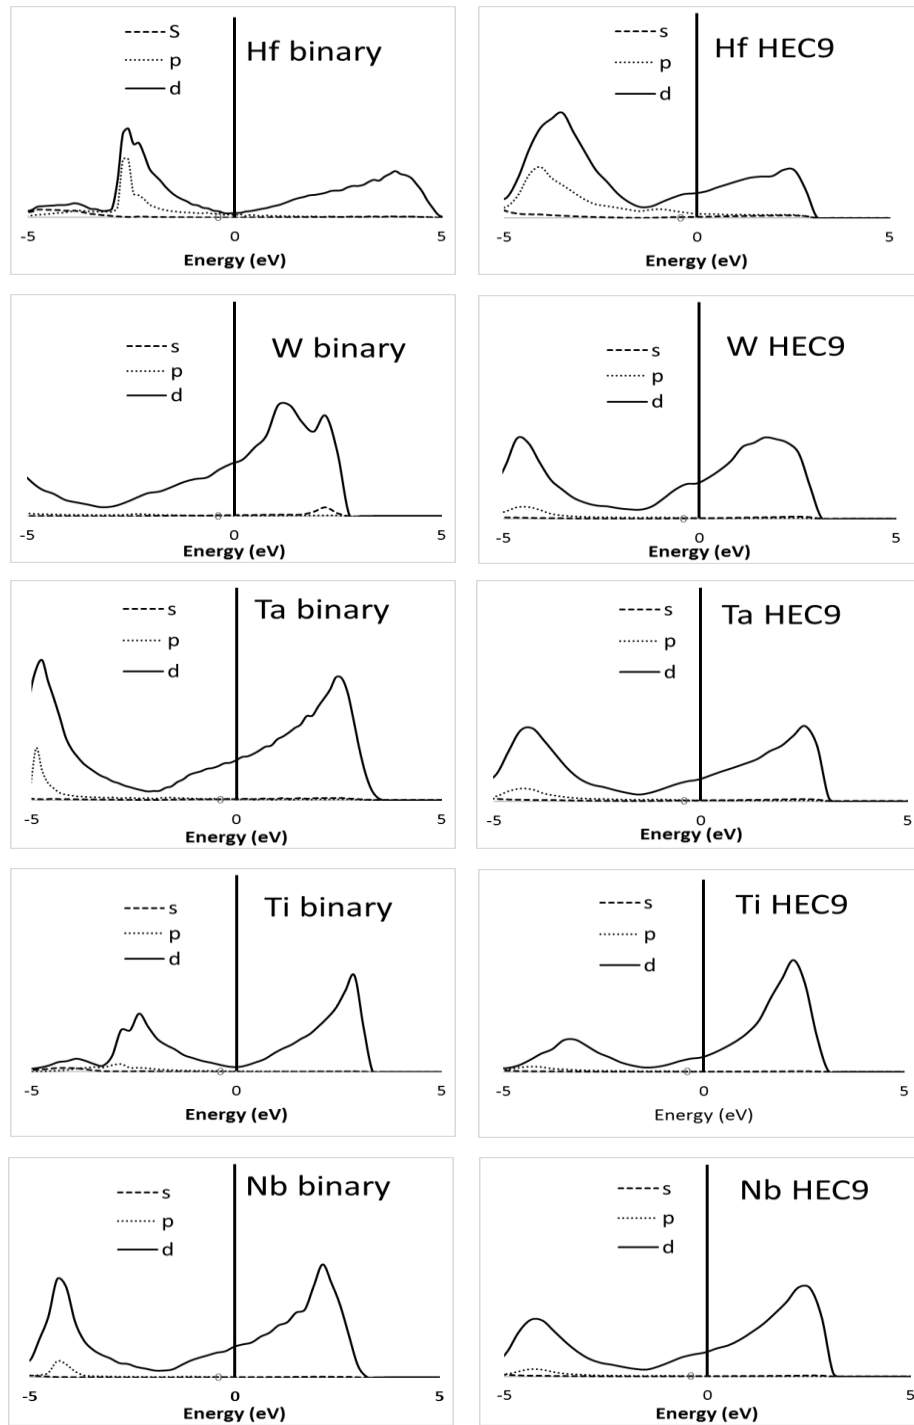 S
Hf binary
p
d
-5 0 5
Energy (eV)
s
Hf HEC9
p
d
-5 0 5
Energy (eV)
s
W binary
p
d
-5 0 5
Energy (eV)
s
W HEC9
p
d
-5 0 5
Energy (eV)
s
Ta binary
p
d
-5 0 5
Energy (eV)
s
Ta HEC9
p
d
-5 0 5
Energy (eV)
s
Ti binary
p
d
-5 0 5
Energy (eV)
s
Ti HEC9
p
d
-5 0 5
Energy (eV)
s
Nb binary
p
d
-5 0 5
Energy (eV)
s
Nb HEC9
p
d
-5 0 5
Energy (eV)